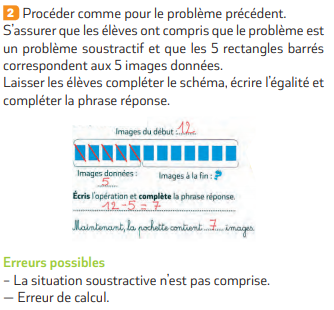 2 Procéder comme pour le problème précédent.
S'assurer que les élèves ont compris que le problème est
un problème soustractif et que les 5 rectangles barrés
correspondent aux 5 images données.
Laisser les élèves compléter le schéma, écrire l'égalité et
compléter la phrase réponse.
Images du début : 12
Images données : Images à la fin : ?
5
Écris l'opération et complète la phrase réponse.
12 - 5 = 7
Maintenant, la pochette contient ...7... images.
Erreurs possibles
– La situation soustractive n'est pas comprise.
— Erreur de calcul.